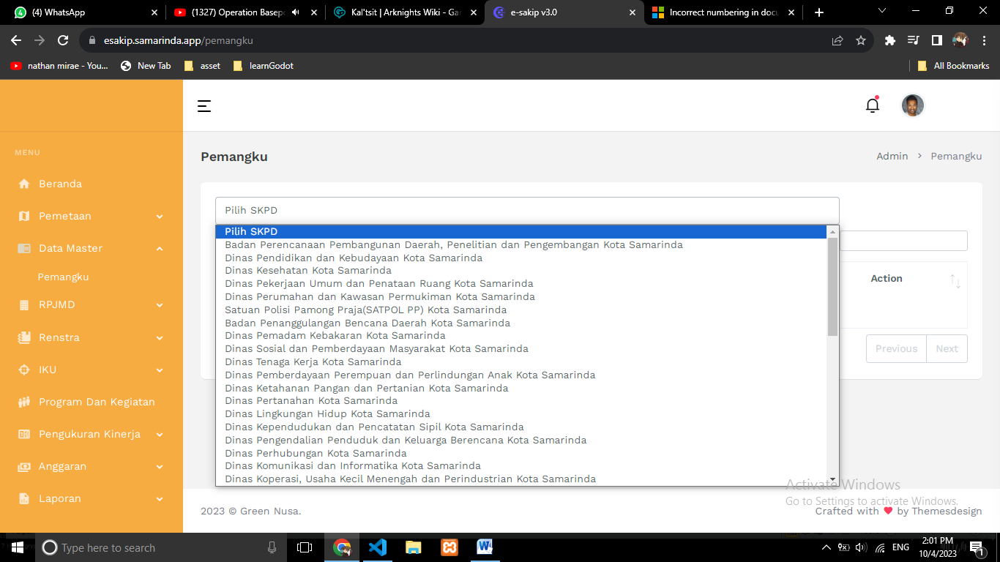 (4) WhatsApp
(1327) Operation Basepo
Kal'tsit | Arknights Wiki - Ga
e-sakip v3.0
Incorrect numbering in docu
esakip.samarinda.app/pemangku
nathan mirae - You...
New Tab
asset
learnGodot
All Bookmarks
MENU
Beranda
Pemetaan
Data Master
Pemangku
RPJMD
Renstra
IKU
Program Dan Kegiatan
Pengukuran Kinerja
Anggaran
Laporan
Pemangku
Admin > Pemangku
Pilih SKPD
Pilih SKPD
Badan Perencanaan Pembangunan Daerah, Penelitian dan Pengembangan Kota Samarinda
Dinas Pendidikan dan Kebudayaan Kota Samarinda
Dinas Kesehatan Kota Samarinda
Dinas Pekerjaan Umum dan Penataan Ruang Kota Samarinda
Dinas Perumahan dan Kawasan Permukiman Kota Samarinda
Satuan Polisi Pamong Praja(SATPOL PP) Kota Samarinda
Badan Penanggulangan Bencana Daerah Kota Samarinda
Dinas Pemadam Kebakaran Kota Samarinda
Dinas Sosial dan Pemberdayaan Masyarakat Kota Samarinda
Dinas Tenaga Kerja Kota Samarinda
Dinas Pemberdayaan Perempuan dan Perlindungan Anak Kota Samarinda
Dinas Ketahanan Pangan dan Pertanian Kota Samarinda
Dinas Pertanahan Kota Samarinda
Dinas Lingkungan Hidup Kota Samarinda
Dinas Kependudukan dan Pencatatan Sipil Kota Samarinda
Dinas Pengendalian Penduduk dan Keluarga Berencana Kota Samarinda
Dinas Perhubungan Kota Samarinda
Dinas Komunikasi dan Informatika Kota Samarinda
Dinas Koperasi, Usaha Kecil Menengah dan Perindustrian Kota Samarinda
Action
Previous
Next
Activate Windows
Go to Settings to activate Windows.
2023 © Green Nusa.
Crafted with ♥ by Themesdesign
Type here to search
ENG
2:01 PM
10/4/2023
1